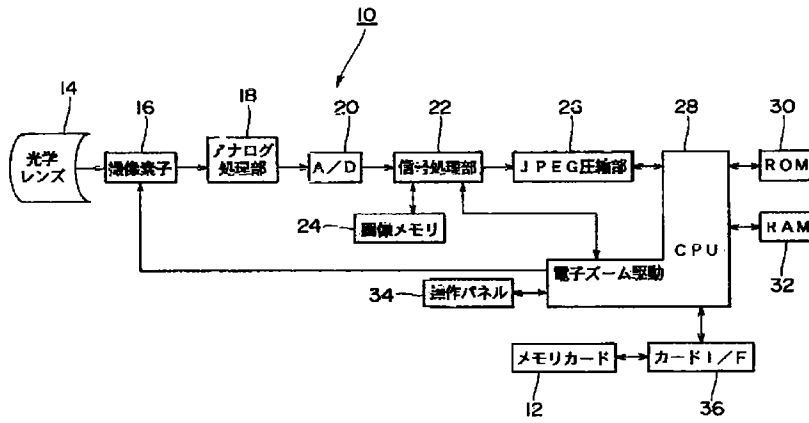 10
14
16
18
20
22
26
28
30
光学
レンズ
撮像素子
アナログ
処理部
A/D
信号処理部
JPEG圧縮部
ROM
24
画像メモリ
CPU
RAM
32
電子ズーム駆動
34
操作パネル
メモリカード
カードI/F
12
36